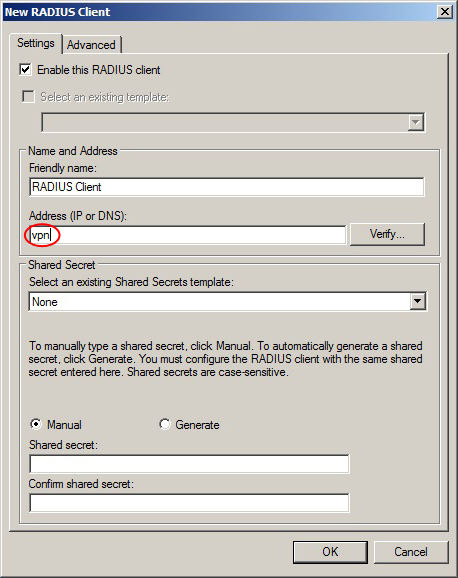 New RADIUS Client
Settings
Advanced
Enable this RADIUS client
Select an existing template:
Name and Address
Friendly name:
RADIUS Client
Address (IP or DNS):
vpn
Verify...
Shared Secret
Select an existing Shared Secrets template:
None
To manually type a shared secret, click Manual. To automatically generate a shared
secret, click Generate. You must configure the RADIUS client with the same shared
secret entered here. Shared secrets are case-sensitive.
Manual
Generate
Shared secret:
Confirm shared secret:
OK
Cancel